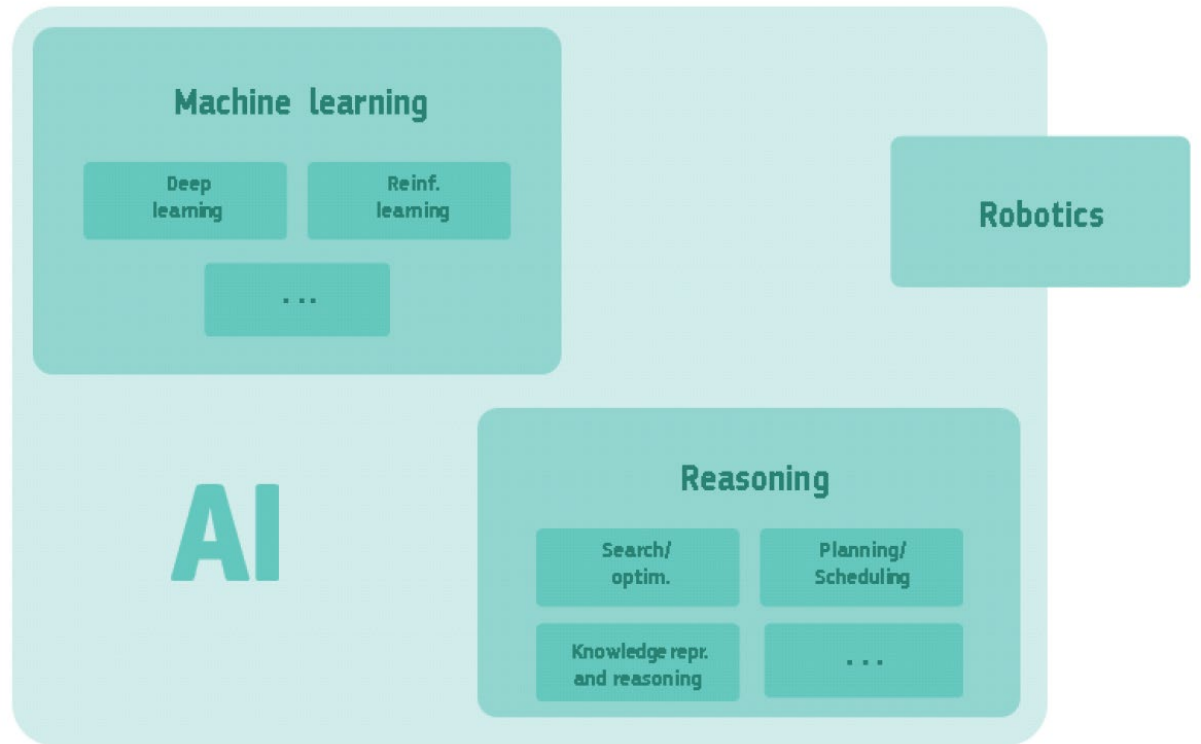 Machine learning
Deep
learning
Reinf.
learning
...
Robotics
AI
Reasoning
Search/
optim.
Planning/
Scheduling
Knowledge repr.
and reasoning
...